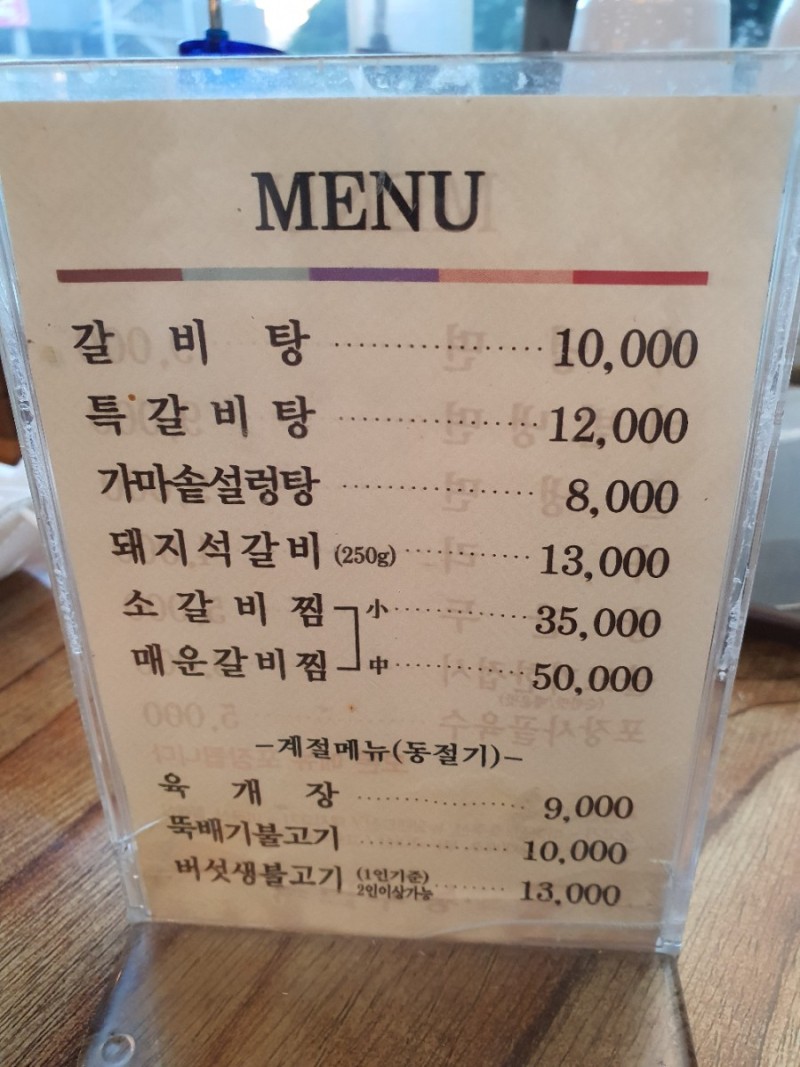 MENU
갈 비 탕 10,000
특갈비탕 12,000
가마솥설렁탕 8,000
돼지석갈비 (250g) 13,000
소갈비찜 小 35,000
매운갈비찜 中 50,000
-계절메뉴(동절기)-
육 개 장 9,000
뚝배기불고기 10,000
버섯생불고기 (1인기준) 2인이상가능 13,000